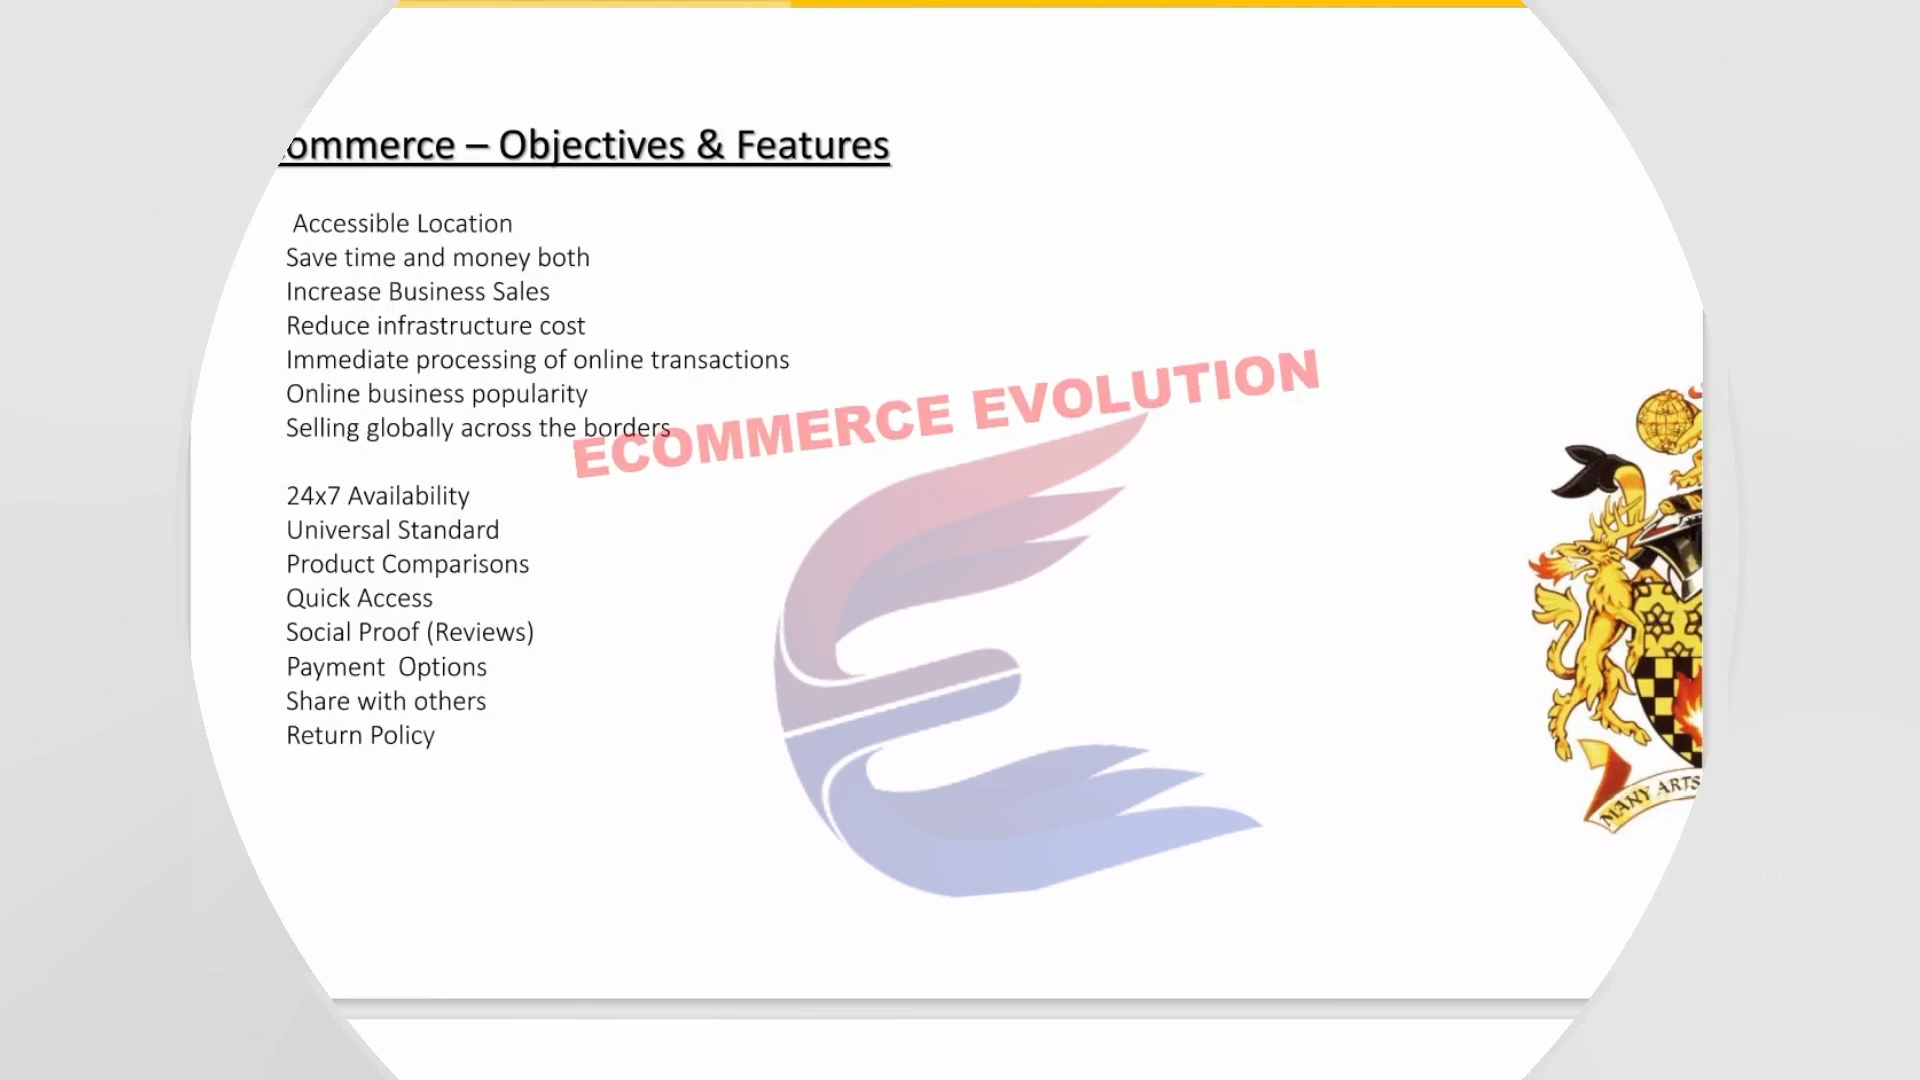 ommerce – Objectives & Features
Accessible Location
Save time and money both
Increase Business Sales
Reduce infrastructure cost
Immediate processing of online transactions
Online business popularity
Selling globally across the borders
ECOMMERCE EVOLUTION
24x7 Availability
Universal Standard
Product Comparisons
Quick Access
Social Proof (Reviews)
Payment  Options
Share with others
Return Policy
MANY ARTS